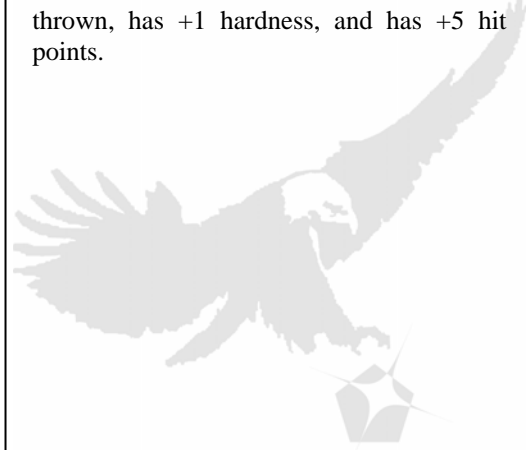 thrown, has +1 hardness, and has +5 hit
points.